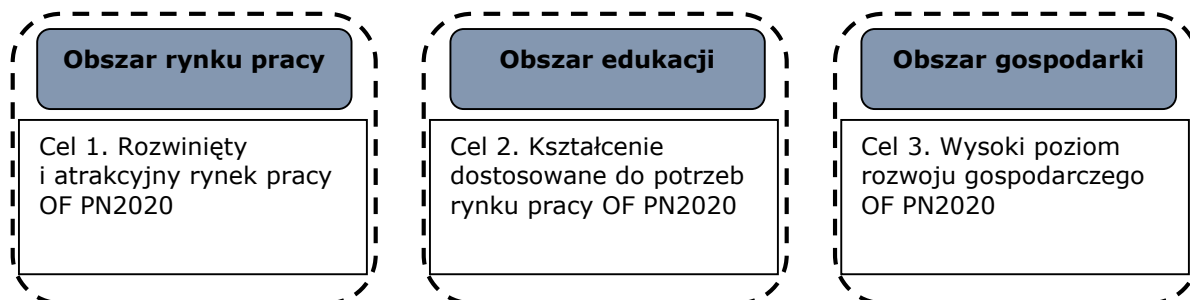 Obszar rynku pracy
Cel 1. Rozwinięty
i atrakcyjny rynek pracy
OF PN2020
Obszar edukacji
Cel 2. Kształcenie
dostosowane do potrzeb
rynku pracy OF PN2020
Obszar gospodarki
Cel 3. Wysoki poziom
rozwoju gospodarczego
OF PN2020